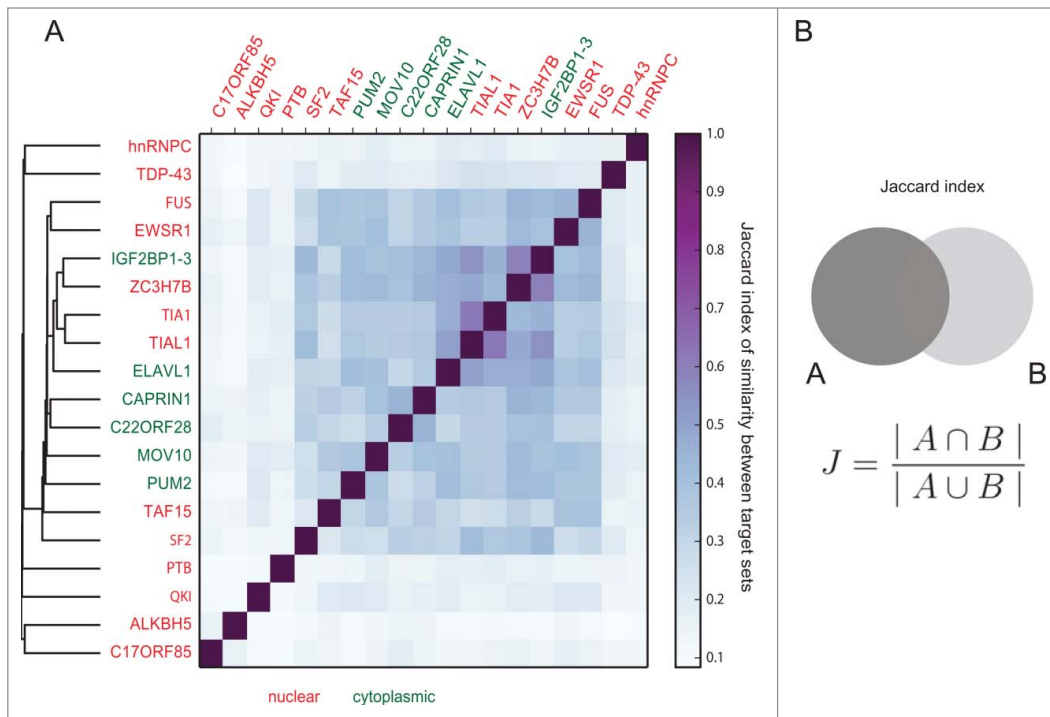 A
C17ORF85
ALKBH5
QKI
PTB
SF2
TAF15
PUM2
MOV10
C22ORF28
CAPRIN1
ELAVL1
TIAL1
TIA1
ZC3H7B
IGF2BP1-3
EWSR1
FUS
TDP-43
hnRNPC
hnRNPC
TDP-43
FUS
EWSR1
IGF2BP1-3
ZC3H7B
TIA1
TIAL1
ELAVL1
CAPRIN1
C22ORF28
MOV10
PUM2
TAF15
SF2
PTB
QKI
ALKBH5
C17ORF85
nuclear
cytoplasmic
1.0
0.9
0.8
0.7
0.6
0.5
0.4
0.3
0.2
0.1
Jaccard index of similarity between target sets
B
Jaccard index
A
B
J = | A ∩ B | / | A ∪ B |